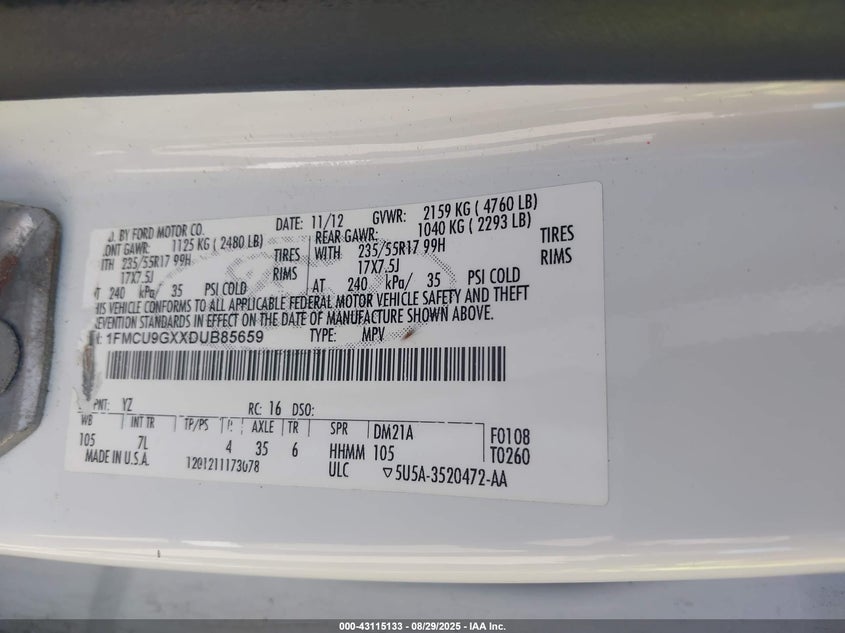 D. BY FORD MOTOR CO. DATE: 11/12 GVWR: 2159 KG ( 4760 LB)
ONT GAWR: 1125 KG ( 2480 LB) REAR GAWR: 1040 KG ( 2293 LB)
ITH 235/55R17 99H TIRES WITH 235/55R17 99H TIRES
17X7.5J RIMS 17X7.5J RIMS
AT 240 kPa/ 35 PSI COLD AT 240 kPa/ 35 PSI COLD
HIS VEHICLE CONFORMS TO ALL APPLICABLE FEDERAL MOTOR VEHICLE SAFETY AND THEFT
EVENTION STANDARDS IN EFFECT ON THE DATE OF MANUFACTURE SHOWN ABOVE.
: 1FMCU9GXXDUB85659 TYPE: MPV
PNT: YZ RC: 16 DSO:
WB INT TR TP/PS R AXLE TR SPR DM21A F0108
105 7L 4 35 6 HHMM 105 T0260
MADE IN U.S.A. 1201211173078 ULC 5U5A-3520472-AA
000-43115133 - 08/29/2025 - IAA Inc.